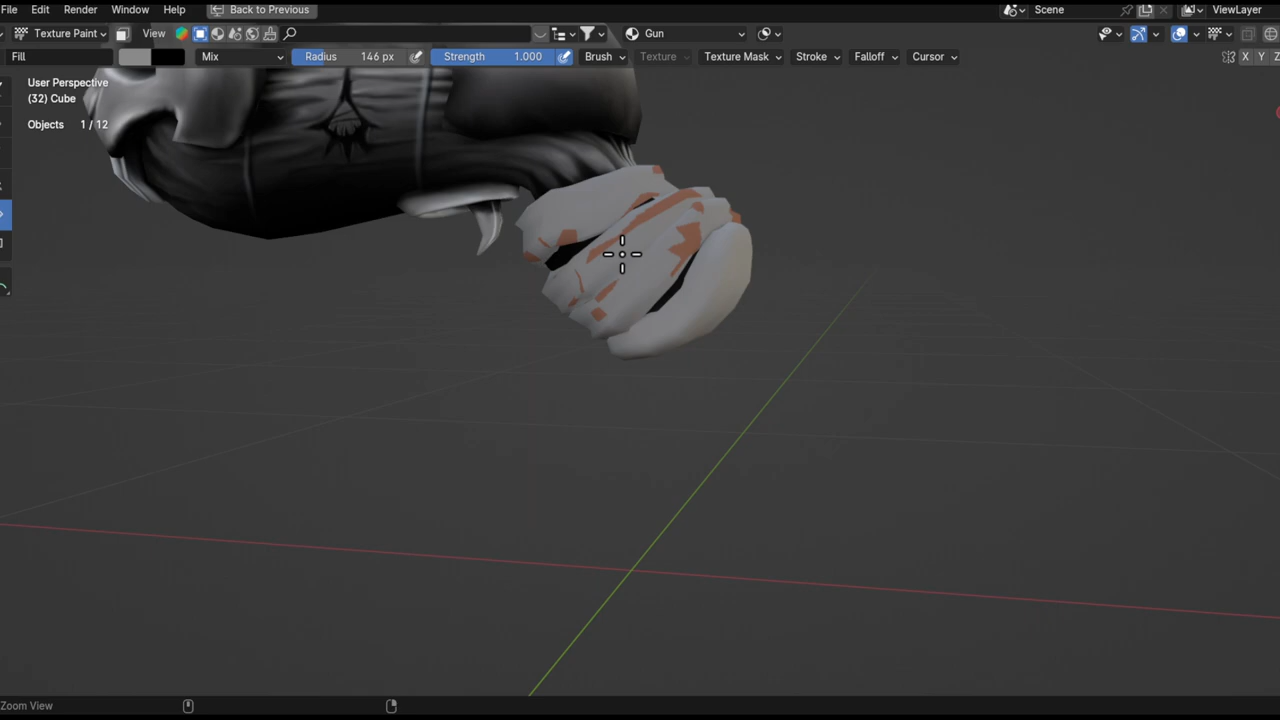 File Edit Render Window Help Back to Previous Scene ViewLayer
Texture Paint View Gun
Fill Mix Radius 146 px Strength 1.000 Brush Texture Texture Mask Stroke Falloff Cursor X Y Z
User Perspective
(32) Cube
Objects 1 / 12
Zoom View